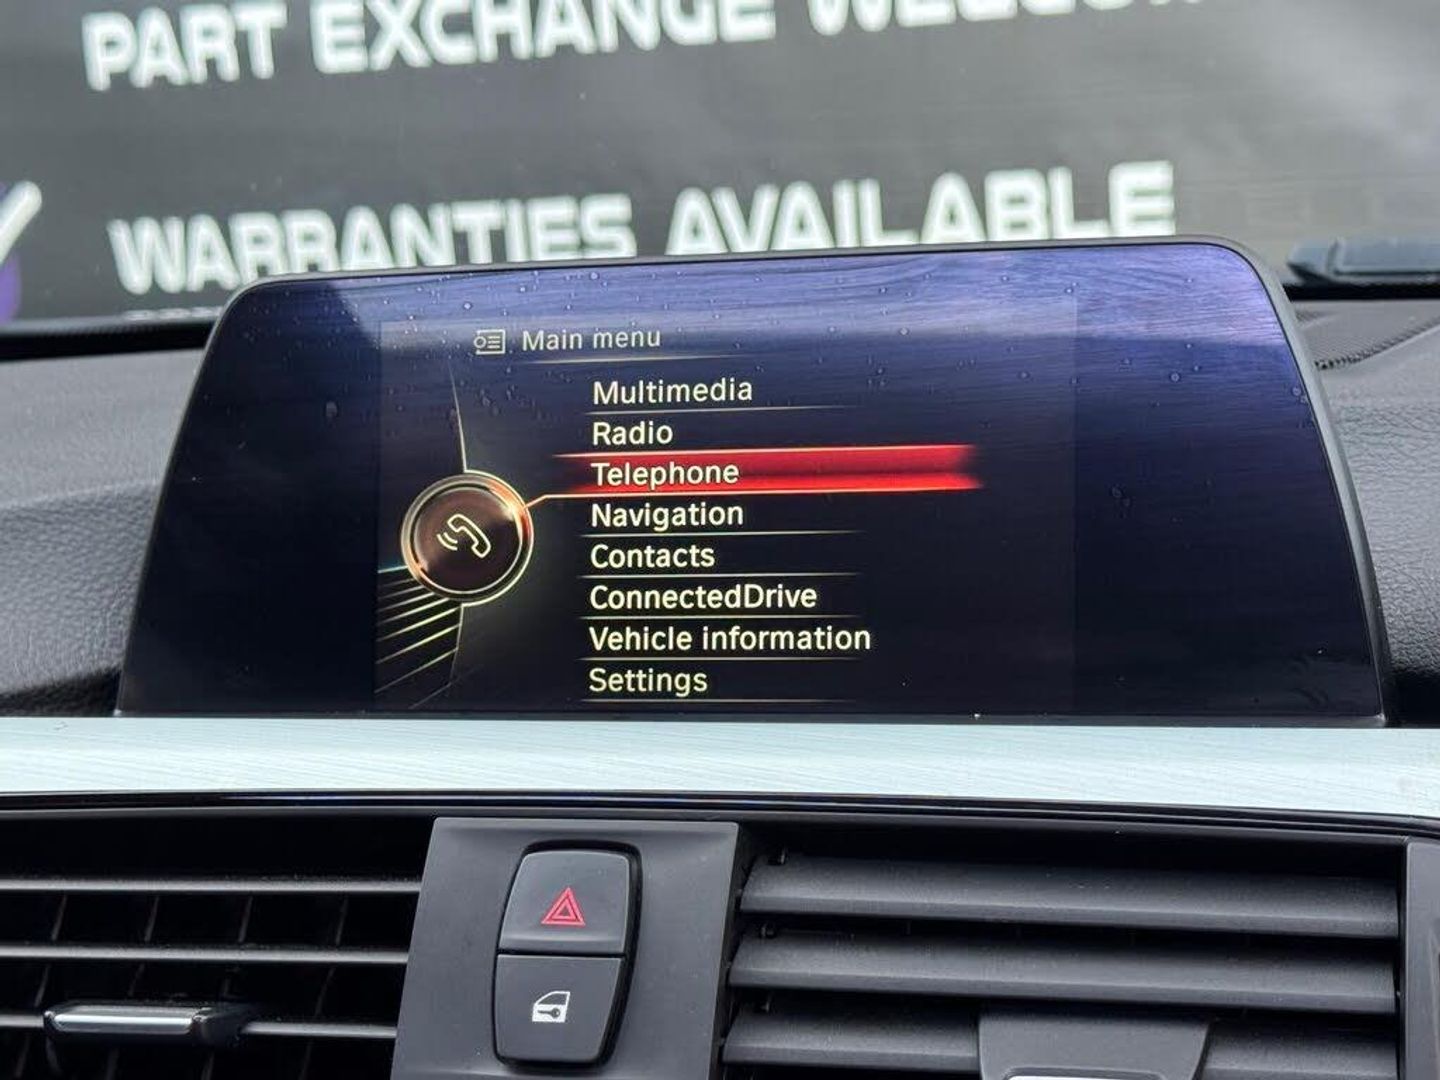 PART EXCHANGE
WARRANTIES AVAILABLE
Main menu
Multimedia
Radio
Telephone
Navigation
Contacts
ConnectedDrive
Vehicle information
Settings